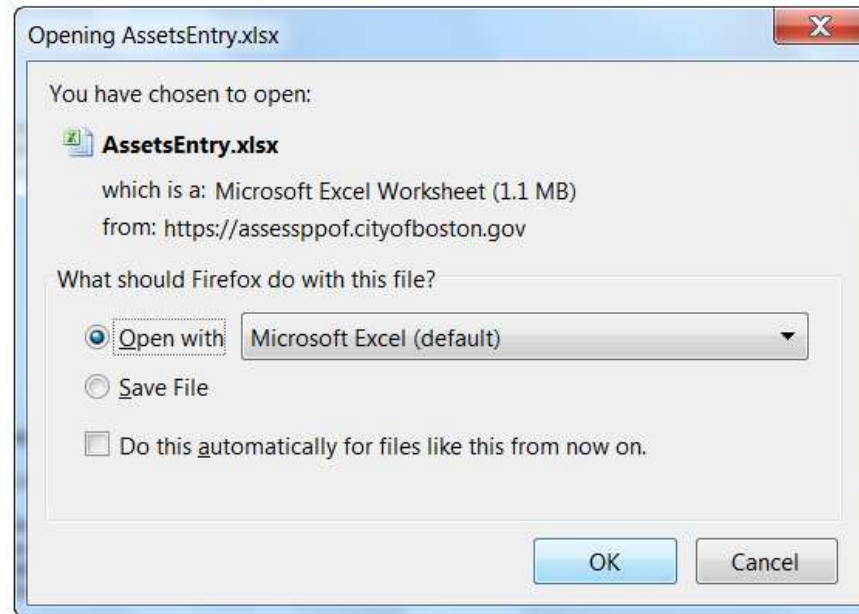 Opening AssetsEntry.xlsx
X
You have chosen to open:
AssetsEntry.xlsx
which is a: Microsoft Excel Worksheet (1.1 MB)
from: https://assessppof.cityofboston.gov
What should Firefox do with this file?
Open with Microsoft Excel (default)
Save File
Do this automatically for files like this from now on.
OK Cancel